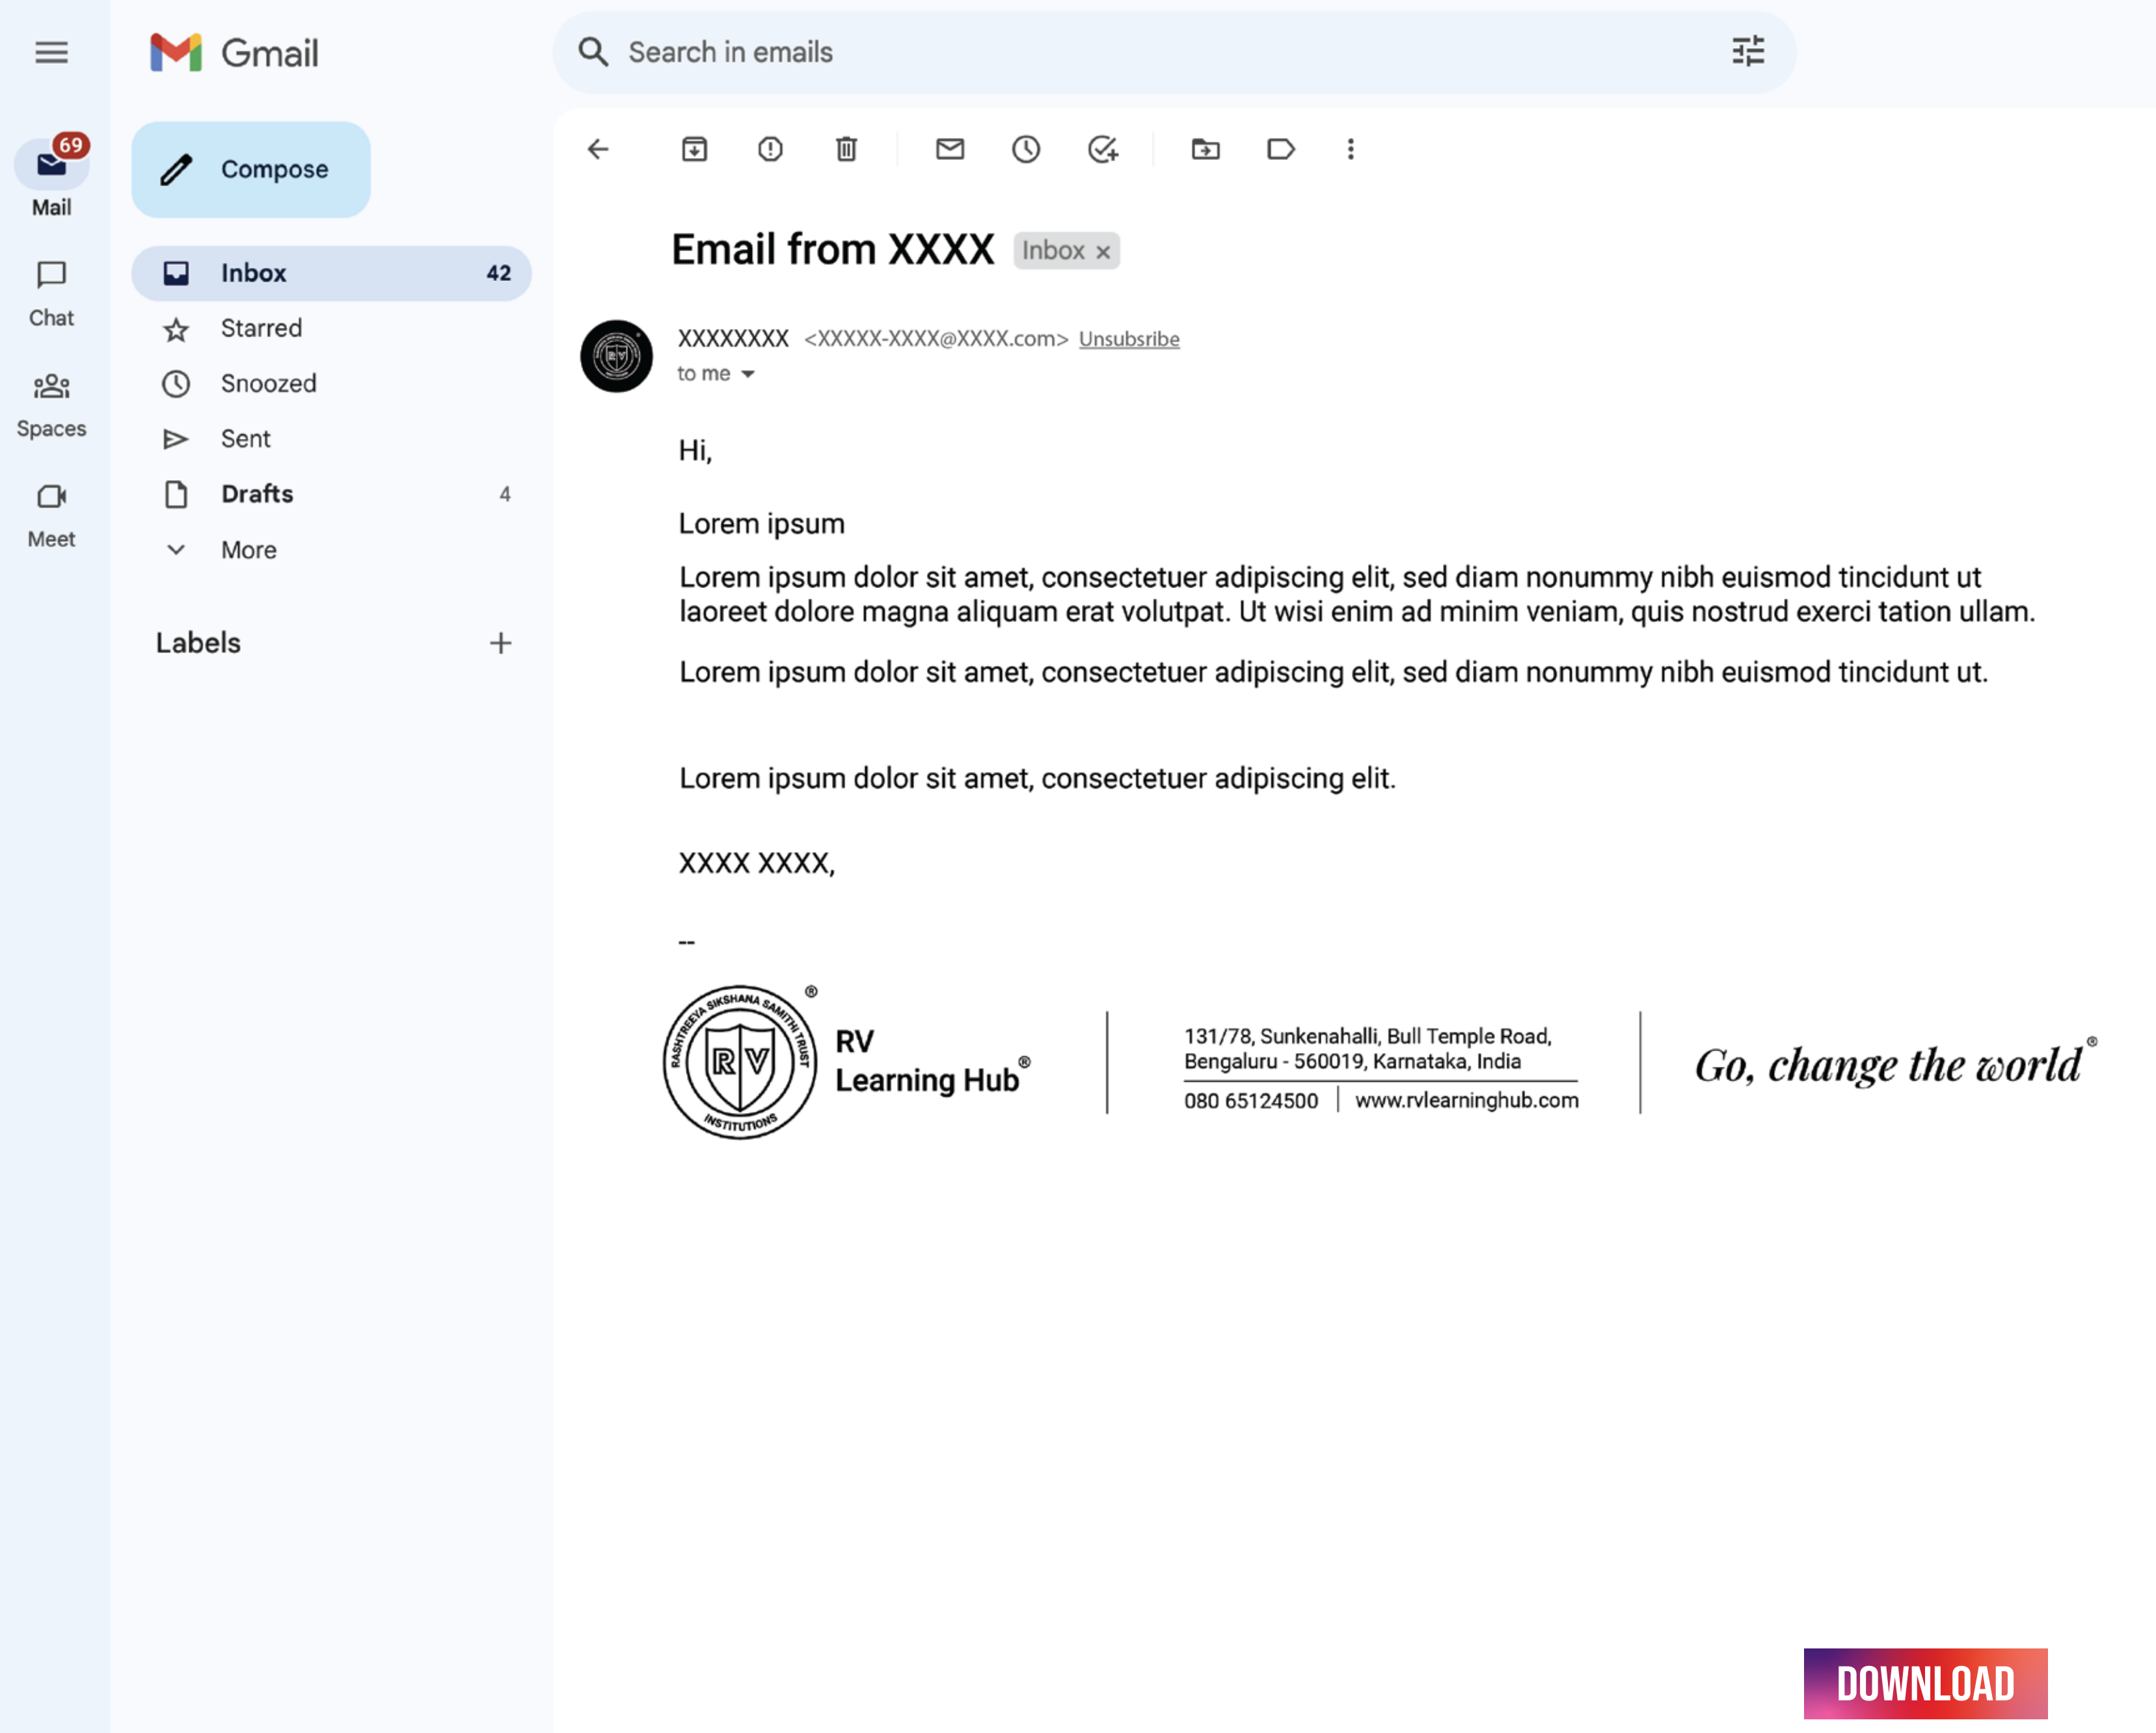 Gmail
Search in emails
69
Mail
Chat
Spaces
Meet
Compose
Inbox 42
Starred
Snoozed
Sent
Drafts 4
More
Labels
Email from XXXX Inbox ×
XXXXXXXX <XXXXX-XXXX@XXXX.com> Unsubsribe
to me
Hi,
Lorem ipsum
Lorem ipsum dolor sit amet, consectetuer adipiscing elit, sed diam nonummy nibh euismod tincidunt ut
laoreet dolore magna aliquam erat volutpat. Ut wisi enim ad minim veniam, quis nostrud exerci tation ullam.
Lorem ipsum dolor sit amet, consectetuer adipiscing elit, sed diam nonummy nibh euismod tincidunt ut.
Lorem ipsum dolor sit amet, consectetuer adipiscing elit.
XXXX XXXX,
--
RASHTREEYA SIKSHANA SAMITHI TRUST ®
RV
INSTITUTIONS
RV
Learning Hub®
131/78, Sunkenahalli, Bull Temple Road,
Bengaluru - 560019, Karnataka, India
080 65124500 | www.rvlearninghub.com
Go, change the world®
DOWNLOAD